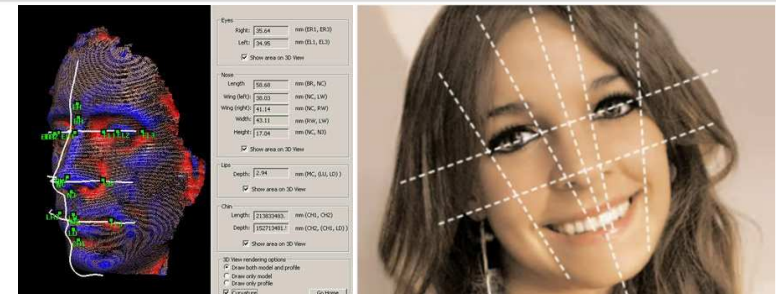 Eyes
Right: 35.64 mm (ER1, ER3)
Left: 34.95 mm (EL1, EL3)
Show area on 3D View
Nose
Length 58.68 mm (BR, NC)
Wing (left): 38.03 mm (NC, LW)
Wing (right): 41.14 mm (NC, RW)
Width: 43.11 mm (RW, LW)
Height: 17.04 mm (NC, N3)
Show area on 3D View
Lips
Depth: 2.94 mm (MC, (LU, LD) )
Show area on 3D View
Chin
Length: 213833483. mm (CH1, CH2)
Depth: 152713481.! mm (CH2, (CH1, LD) )
Show area on 3D View
3D View rendering options
Draw both model and profile
Draw only model
Draw only profile
Curvature Go Home